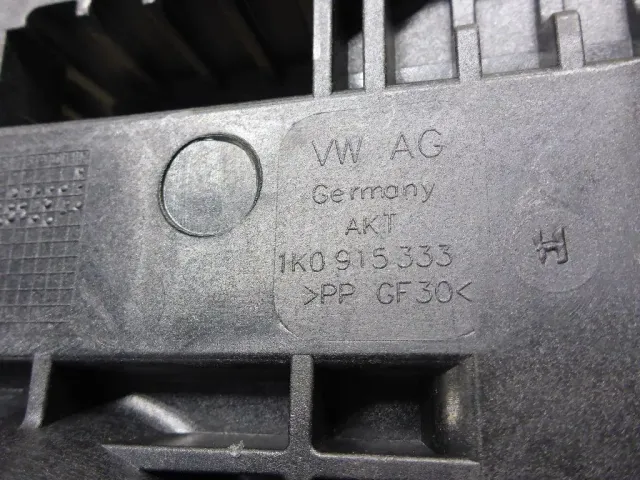 VW AG
Germany
AKT
1K0 915 333
>PP GF30<